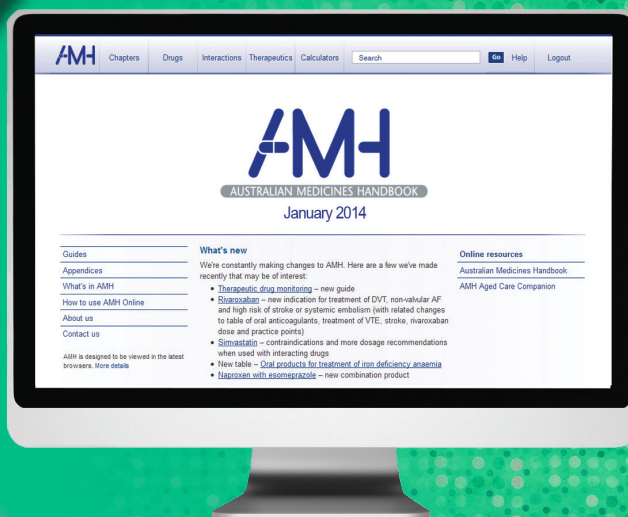 AMH Chapters Drugs Interactions Therapeutics Calculators Search Go Help Logout
AMH
AUSTRALIAN MEDICINES HANDBOOK
January 2014
Guides
Appendices
What's in AMH
How to use AMH Online
About us
Contact us
AMH is designed to be viewed in the latest
browsers. More details
What's new
We're constantly making changes to AMH. Here are a few we've made
recently that may be of interest:
• Therapeutic drug monitoring – new guide
• Rivaroxaban – new indication for treatment of DVT, non-valvular AF
and high risk of stroke or systemic embolism (with related changes
to table of oral anticoagulants, treatment of VTE, stroke, rivaroxaban
dose and practice points)
• Simvastatin – contraindications and more dosage recommendations
when used with interacting drugs
• New table – Oral products for treatment of iron deficiency anaemia
• Naproxen with esomeprazole – new combination product
Online resources
Australian Medicines Handbook
AMH Aged Care Companion